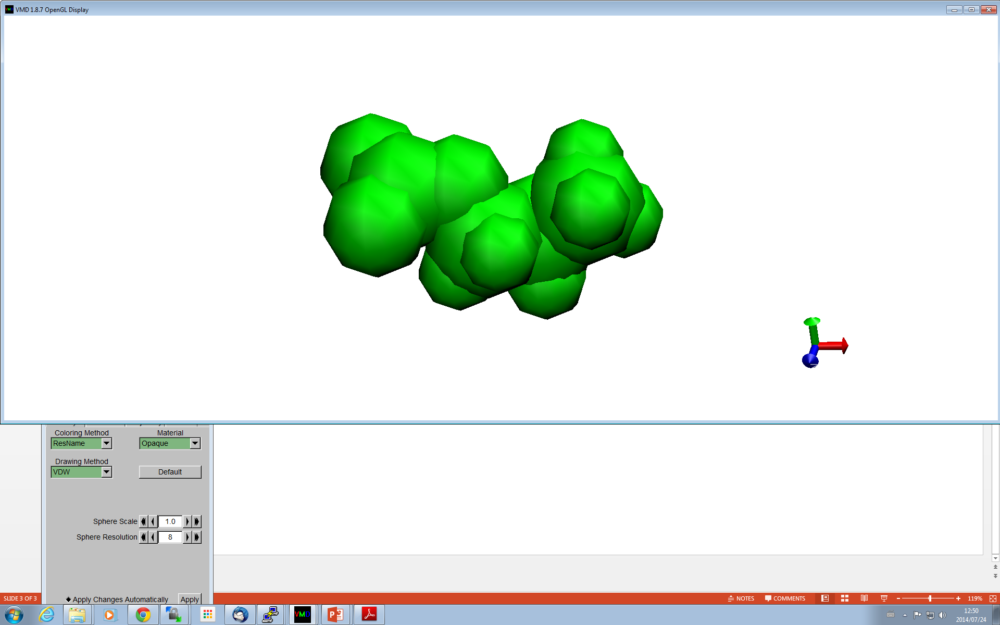 VMD 1.8.7 OpenGL Display
Coloring Method Material
ResName Opaque
Drawing Method
VDW Default
Sphere Scale 1.0
Sphere Resolution 8
Apply Changes Automatically Apply
SLIDE 3 OF 3 NOTES COMMENTS 119%
VMD
12:50
2014/07/24